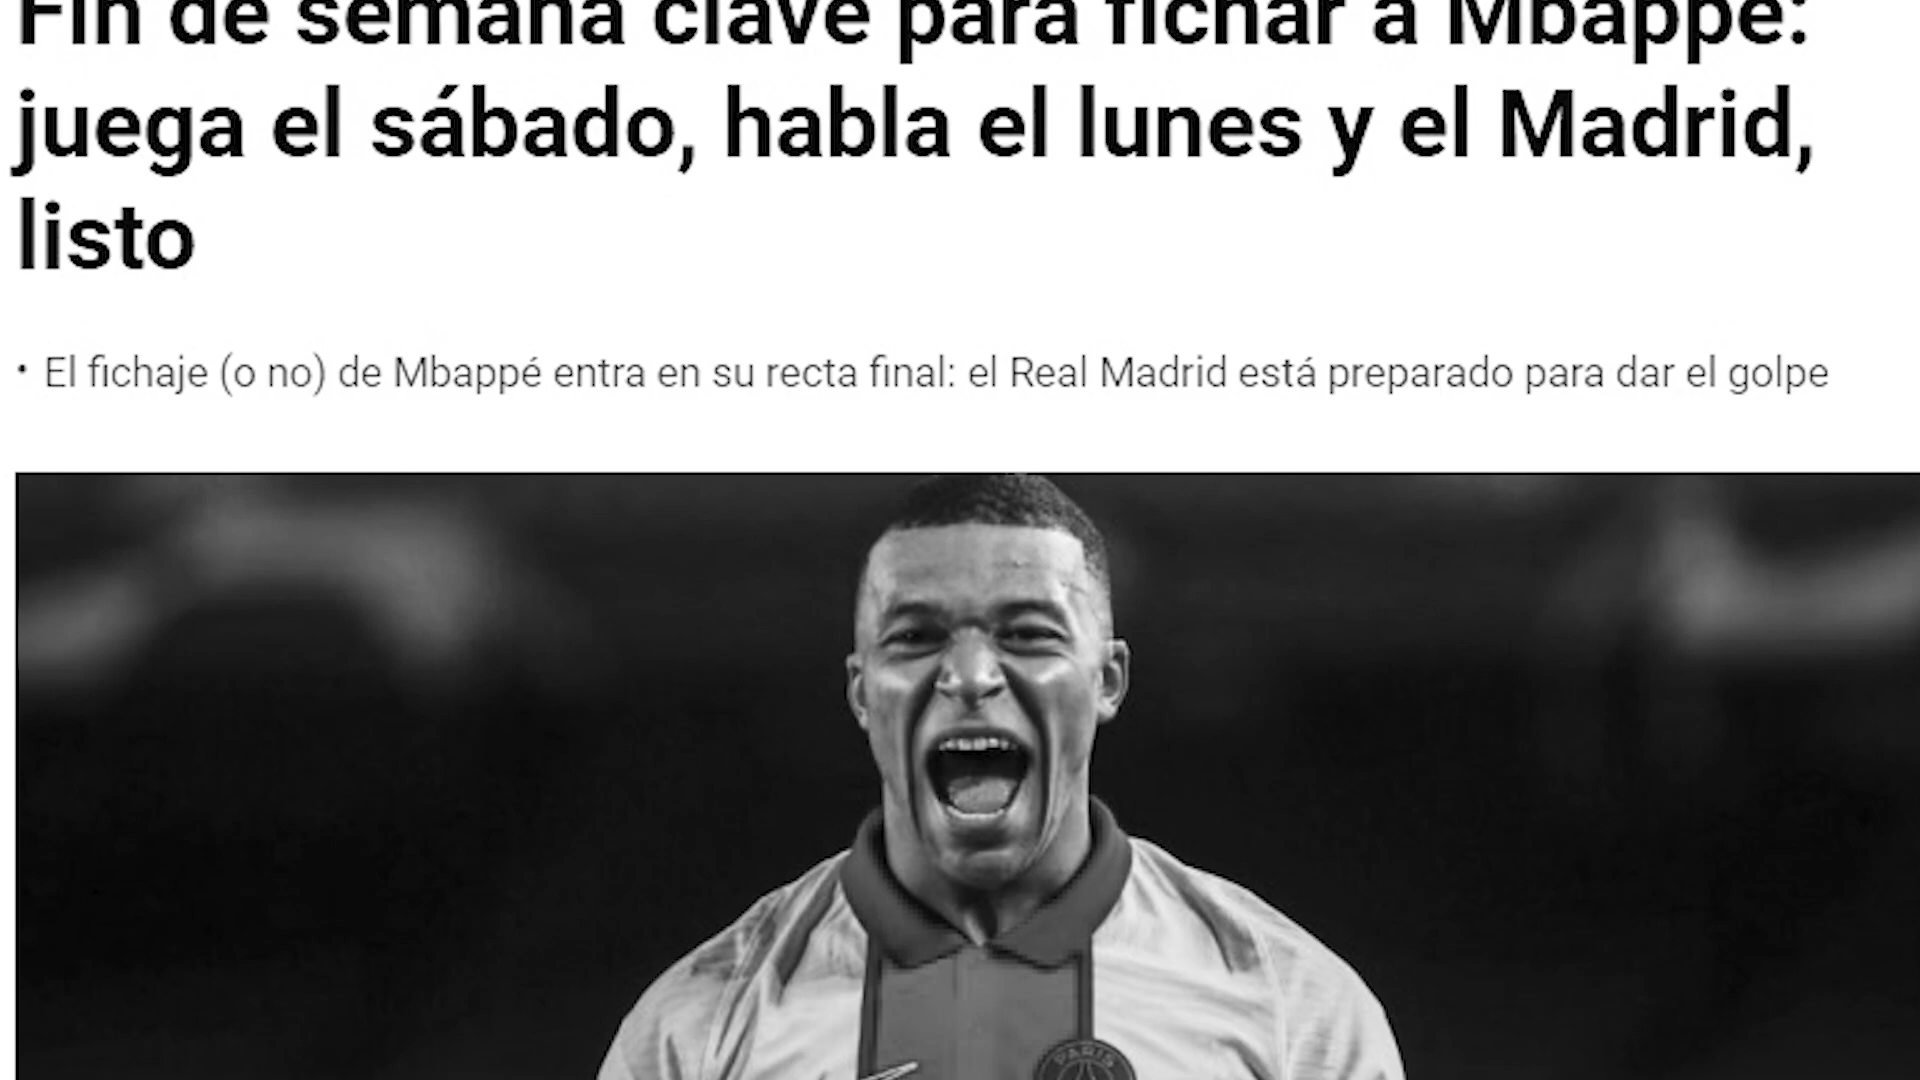 Fin de semana clave para fichar a Mbappé:
juega el sábado, habla el lunes y el Madrid,
listo
• El fichaje (o no) de Mbappé entra en su recta final: el Real Madrid está preparado para dar el golpe
PARIS